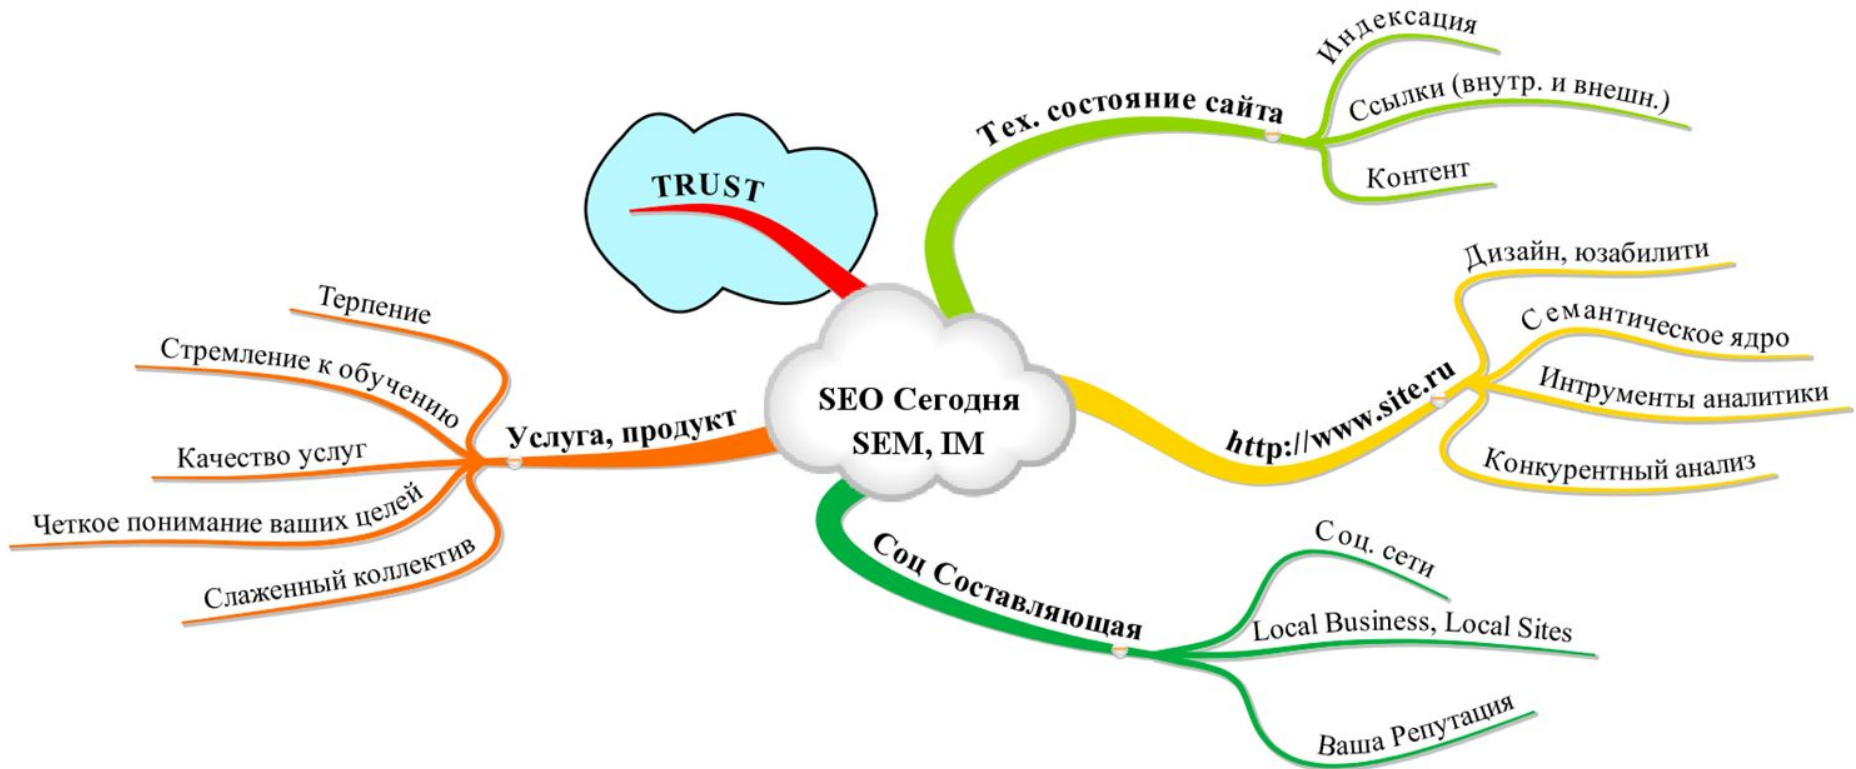 SEO Сегодня
SEM, IM
TRUST
Тех. состояние сайта
Индексация
Ссылки (внутр. и внешн.)
Контент
http://www.site.ru
Дизайн, юзабилити
Семантическое ядро
Интрументы аналитики
Конкурентный анализ
Соц Составляющая
Соц. сети
Local Business, Local Sites
Ваша Репутация
Услуга, продукт
Терпение
Стремление к обучению
Качество услуг
Четкое понимание ваших целей
Слаженный коллектив